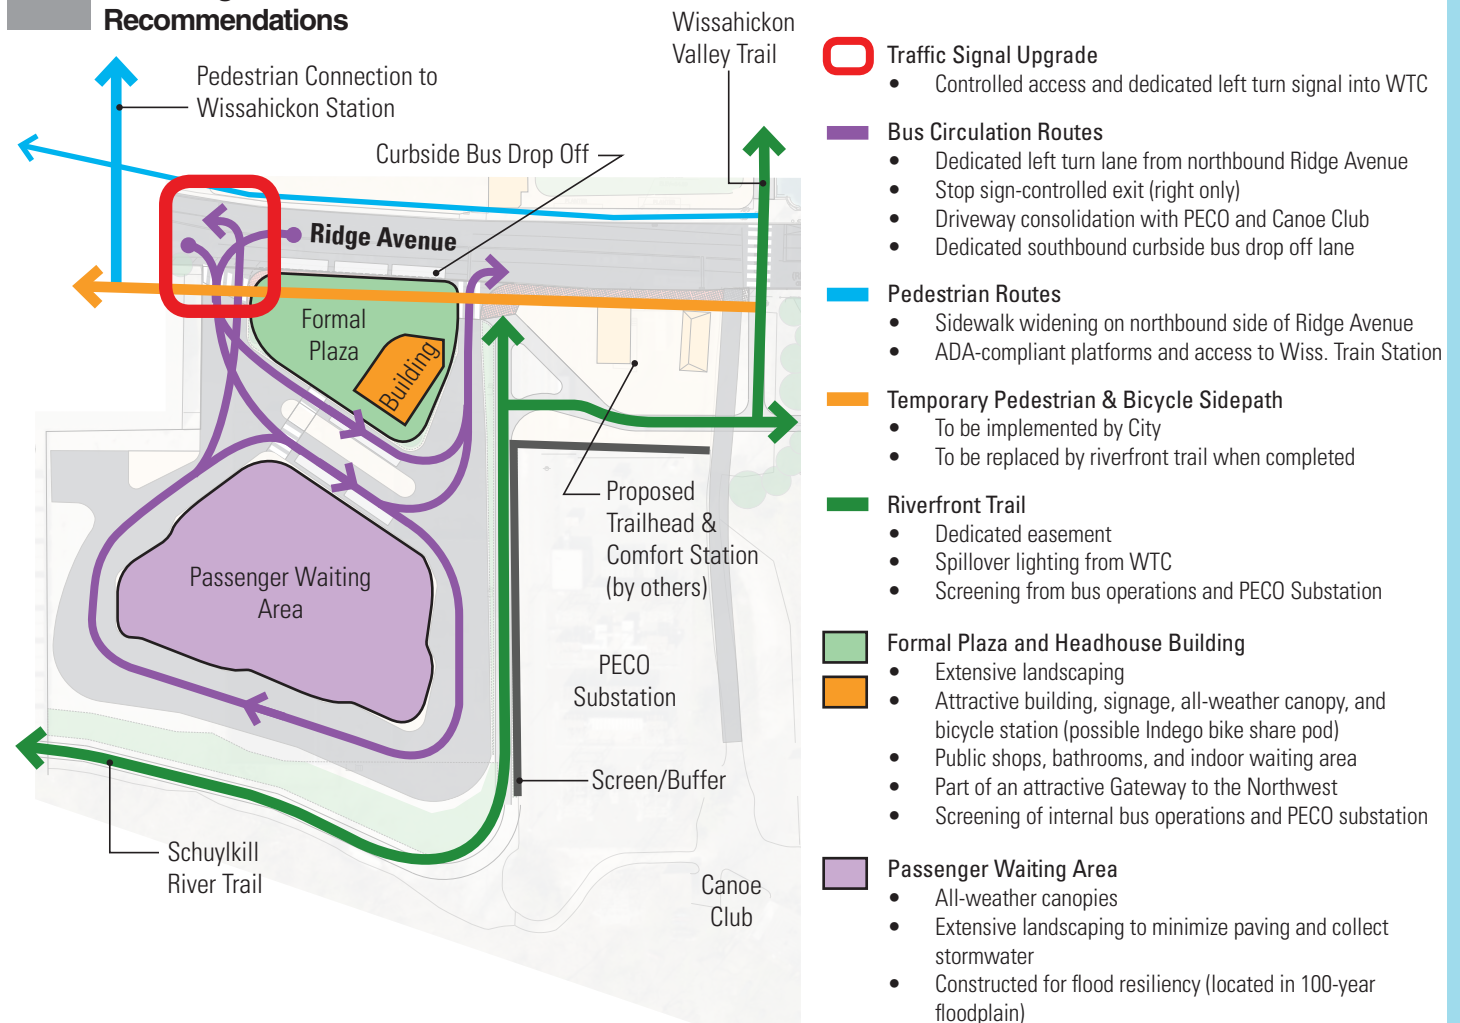 Recommendations
Wissahickon
Valley Trail
Pedestrian Connection to
Wissahickon Station
Curbside Bus Drop Off
Ridge Avenue
Formal
Plaza
Building
Passenger Waiting
Area
Proposed
Trailhead &
Comfort Station
(by others)
PECO
Substation
Screen/Buffer
Schuylkill
River Trail
Canoe
Club
Traffic Signal Upgrade
• Controlled access and dedicated left turn signal into WTC
Bus Circulation Routes
• Dedicated left turn lane from northbound Ridge Avenue
• Stop sign-controlled exit (right only)
• Driveway consolidation with PECO and Canoe Club
• Dedicated southbound curbside bus drop off lane
Pedestrian Routes
• Sidewalk widening on northbound side of Ridge Avenue
• ADA-compliant platforms and access to Wiss. Train Station
Temporary Pedestrian & Bicycle Sidepath
• To be implemented by City
• To be replaced by riverfront trail when completed
Riverfront Trail
• Dedicated easement
• Spillover lighting from WTC
• Screening from bus operations and PECO Substation
Formal Plaza and Headhouse Building
• Extensive landscaping
• Attractive building, signage, all-weather canopy, and
bicycle station (possible Indego bike share pod)
• Public shops, bathrooms, and indoor waiting area
• Part of an attractive Gateway to the Northwest
• Screening of internal bus operations and PECO substation
Passenger Waiting Area
• All-weather canopies
• Extensive landscaping to minimize paving and collect
stormwater
• Constructed for flood resiliency (located in 100-year
floodplain)